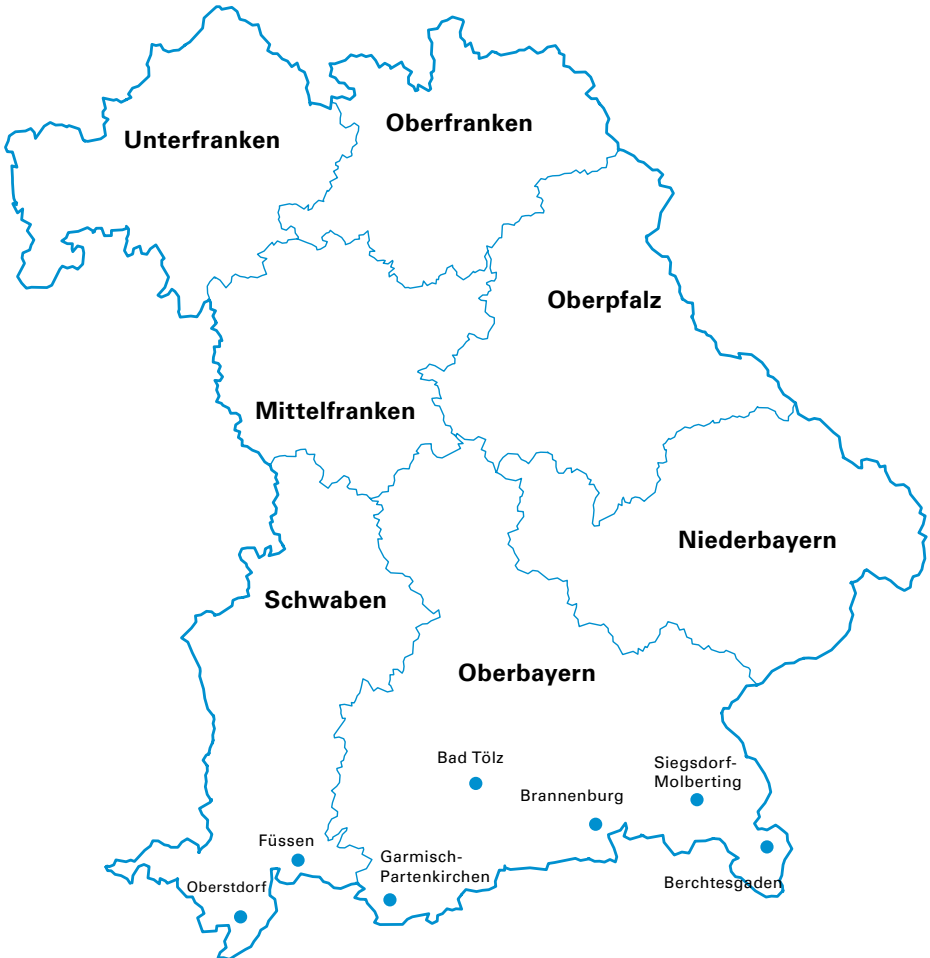 Oberfranken
Unterfranken
Oberpfalz
Mittelfranken
Niederbayern
Schwaben
Oberbayern
Bad Tölz
Siegsdorf-
Molberting
Brannenburg
Füssen
Garmisch-
Partenkirchen
Oberstdorf
Berchtesgaden